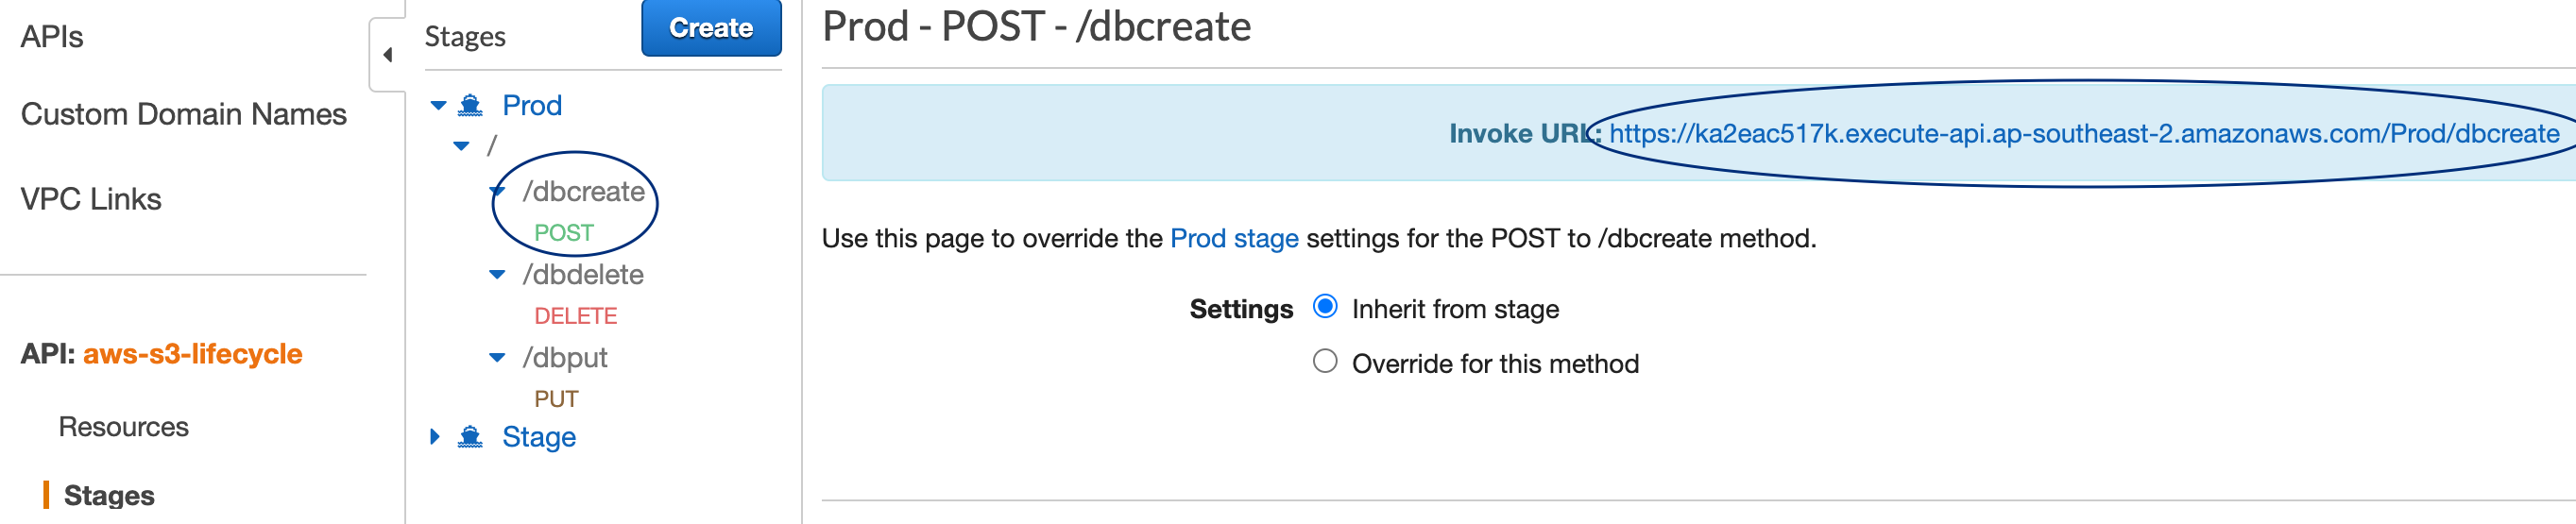 APIs
Custom Domain Names
VPC Links
API: aws-s3-lifecycle
Resources
Stages
Stages
Create
Prod
/
/dbcreate
POST
/dbdelete
DELETE
/dbput
PUT
Stage
Prod - POST - /dbcreate
Invoke URL: https://ka2eac517k.execute-api.ap-southeast-2.amazonaws.com/Prod/dbcreate
Use this page to override the Prod stage settings for the POST to /dbcreate method.
Settings Inherit from stage
Override for this method